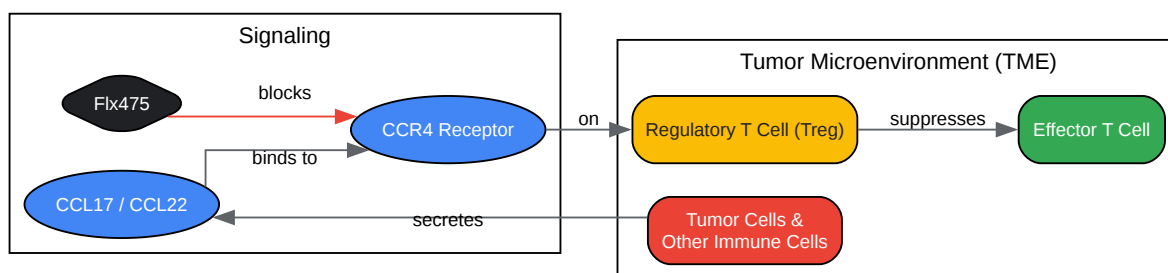 Signaling
Flx475
blocks
CCR4 Receptor
binds to
CCL17 / CCL22
on
Tumor Microenvironment (TME)
Regulatory T Cell (Treg)
suppresses
Effector T Cell
secretes
Tumor Cells &
Other Immune Cells